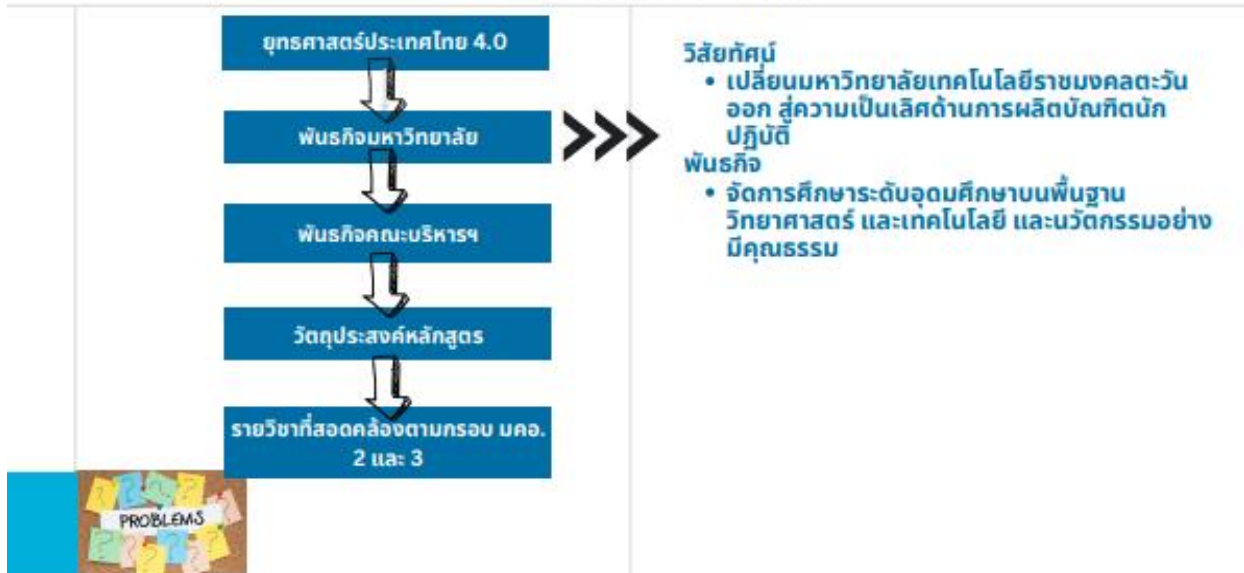 ยุทธศาสตร์ประเทศไทย 4.0
พันธกิจมหาวิทยาลัย
พันธกิจคณะบริหารฯ
วัตถุประสงค์หลักสูตร
รายวิชาที่สอดคล้องตามกรอบ มคอ.
2 และ 3
PROBLEMS
วิสัยทัศน์
• เปลี่ยนมหาวิทยาลัยเทคโนโลยีราชมงคลตะวัน
ออก สู่ความเป็นเลิศด้านการผลิตบัณฑิตนัก
ปฏิบัติ
พันธกิจ
• จัดการศึกษาระดับอุดมศึกษาบนพื้นฐาน
วิทยาศาสตร์ และเทคโนโลยี และนวัตกรรมอย่าง
มีคุณธรรม